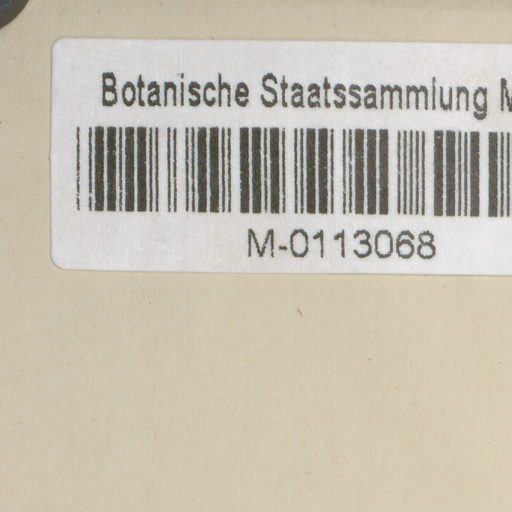 Botanische Staatssammlung M
M-0113068